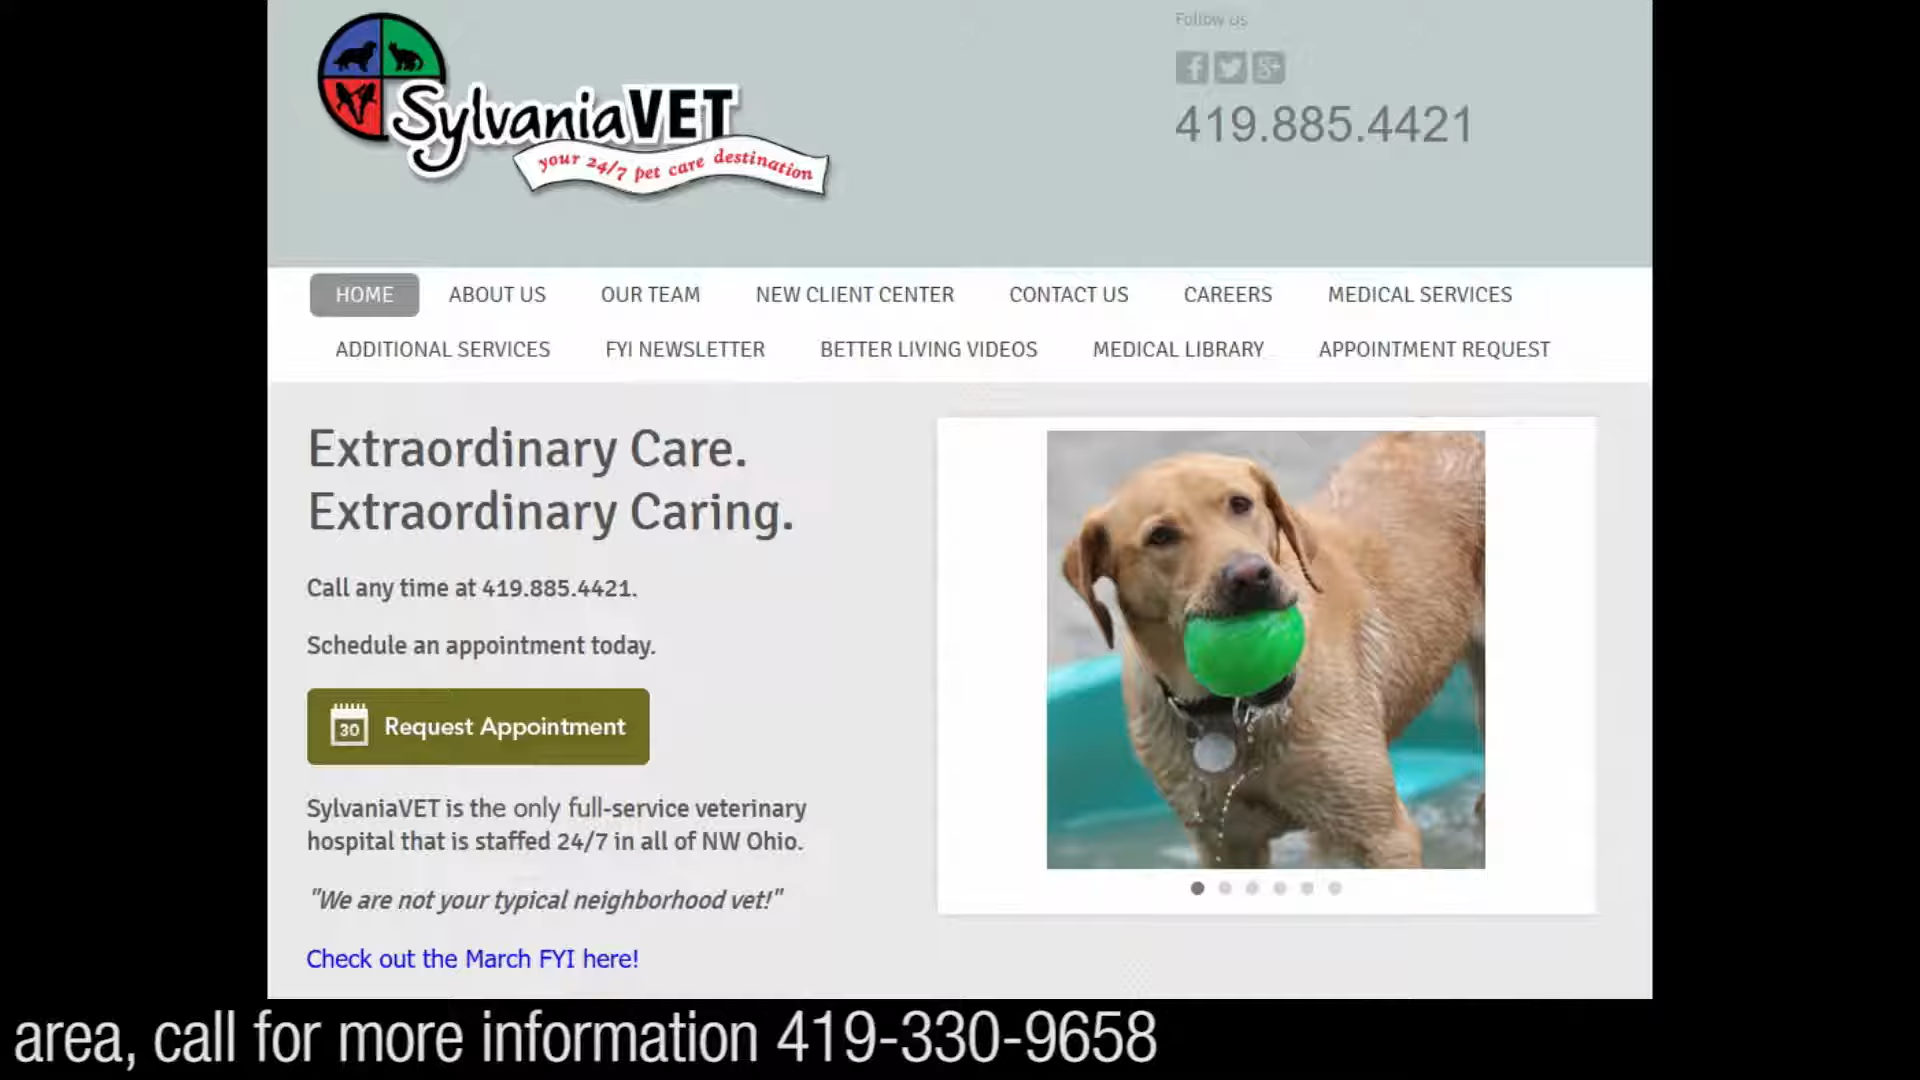 SylvaniaVET
your 24/7 pet care destination
Follow Us
419.885.4421
HOME
ABOUT US
OUR TEAM
NEW CLIENT CENTER
CONTACT US
CAREERS
MEDICAL SERVICES
ADDITIONAL SERVICES
FYI NEWSLETTER
BETTER LIVING VIDEOS
MEDICAL LIBRARY
APPOINTMENT REQUEST
Extraordinary Care.
Extraordinary Caring.
Call any time at 419.885.4421.
Schedule an appointment today.
30
Request Appointment
SylvaniaVET is the only full-service veterinary
hospital that is staffed 24/7 in all of NW Ohio.
"We are not your typical neighborhood vet!"
Check out the March FYI here!
area, call for more information 419-330-9658